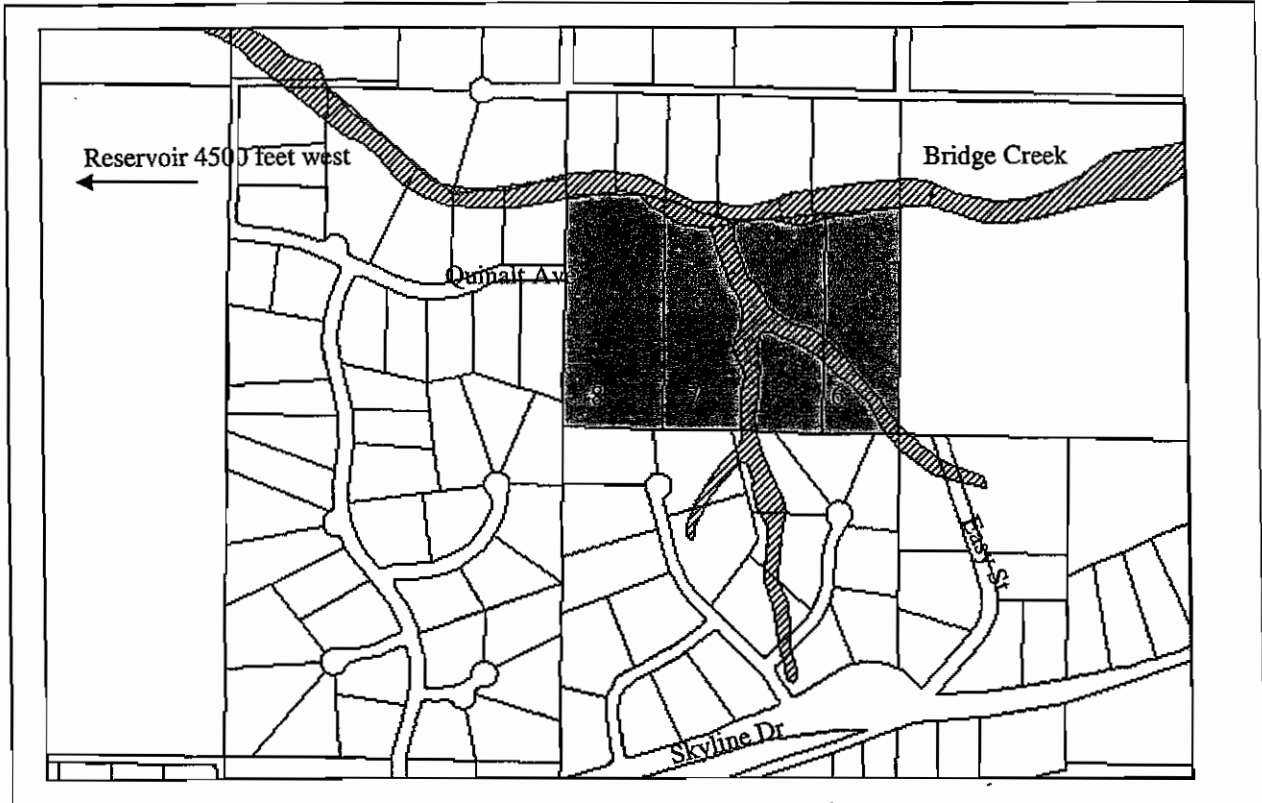 Reservoir 4500 feet west
Bridge Creek
Quinalt Ave
8
7
6
East St
Skyline Dr